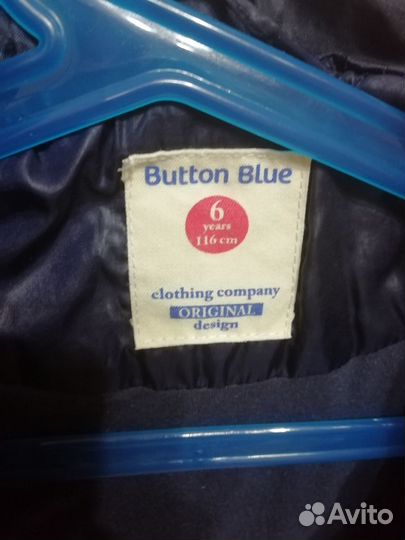 Button Blue
6
years
116 cm
clothing company
ORIGINAL
design
Avito